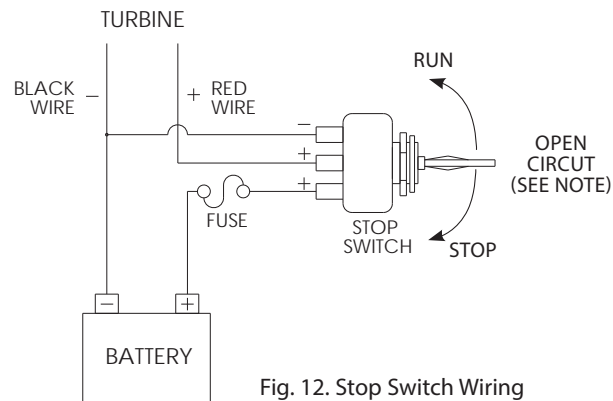 TURBINE
RUN
BLACK
WIRE
−
+
RED
WIRE
−
+
+
OPEN
CIRCUT
(SEE NOTE)
FUSE
STOP
SWITCH
STOP
−
+
BATTERY
Fig. 12. Stop Switch Wiring